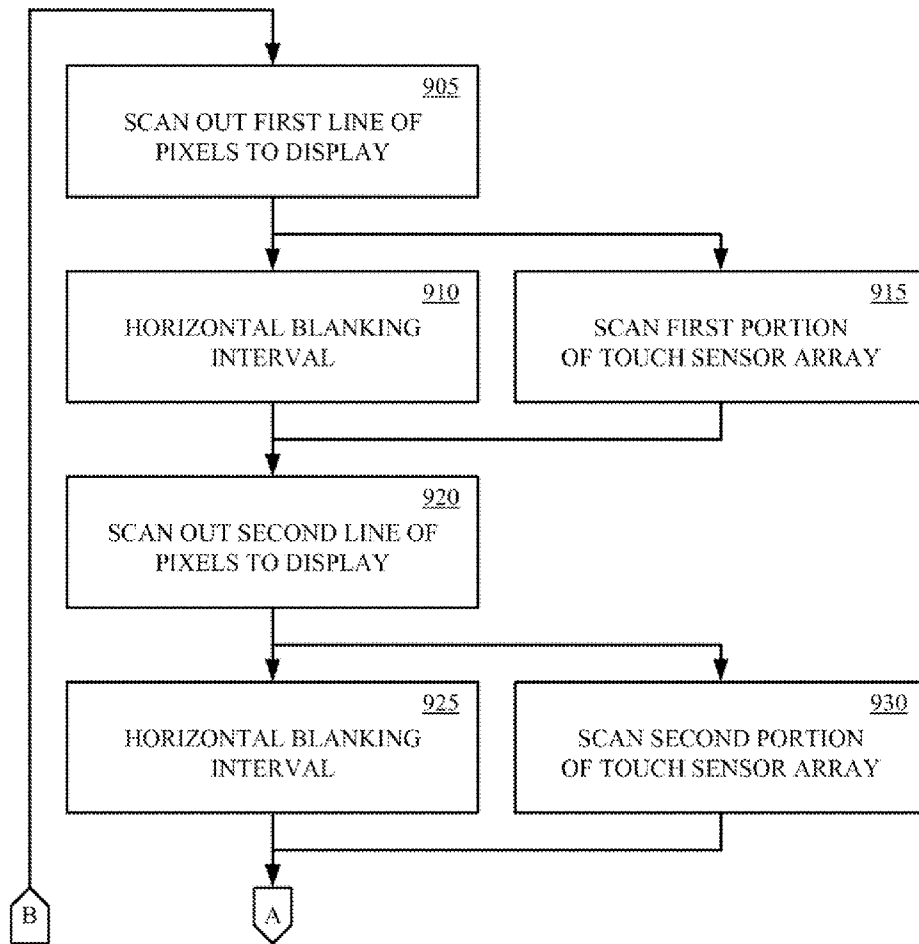 905
SCAN OUT FIRST LINE OF
PIXELS TO DISPLAY
910
HORIZONTAL BLANKING
INTERVAL
915
SCAN FIRST PORTION
OF TOUCH SENSOR ARRAY
920
SCAN OUT SECOND LINE OF
PIXELS TO DISPLAY
925
HORIZONTAL BLANKING
INTERVAL
930
SCAN SECOND PORTION
OF TOUCH SENSOR ARRAY
B
A